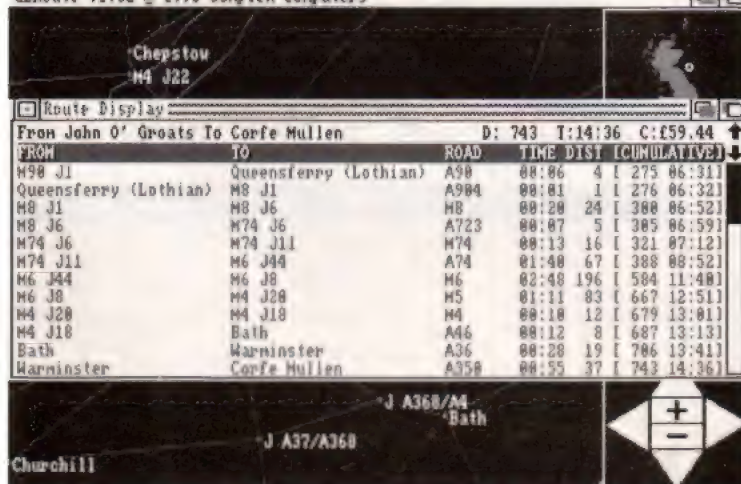 Chepstow
M4 J22
Route Display
From John O' Groats To Corfe Mullen D: 743 T:14:36 C:£59.44
FROM TO ROAD TIME DIST [CUMULATIVE]
M90 J1 Queensferry (Lothian) A90 00:06 4 [ 275 06:31]
Queensferry (Lothian) M8 J1 A904 00:01 1 [ 276 06:32]
M8 J1 M8 J6 M8 00:20 24 [ 300 06:52]
M8 J6 M74 J6 A723 00:07 5 [ 305 06:59]
M74 J6 M74 J11 M74 00:13 16 [ 321 07:12]
M74 J11 M6 J44 A74 01:40 67 [ 388 08:52]
M6 J44 M6 J8 M6 02:48 196 [ 584 11:40]
M6 J8 M4 J20 M5 01:11 83 [ 667 12:51]
M4 J20 M4 J18 M4 00:10 12 [ 679 13:01]
M4 J18 Bath A46 00:12 8 [ 687 13:13]
Bath Warminster A36 00:28 19 [ 706 13:41]
Warminster Corfe Mullen A350 00:55 37 [ 743 14:36]
J A368/A4
Bath
J A37/A368
Churchill